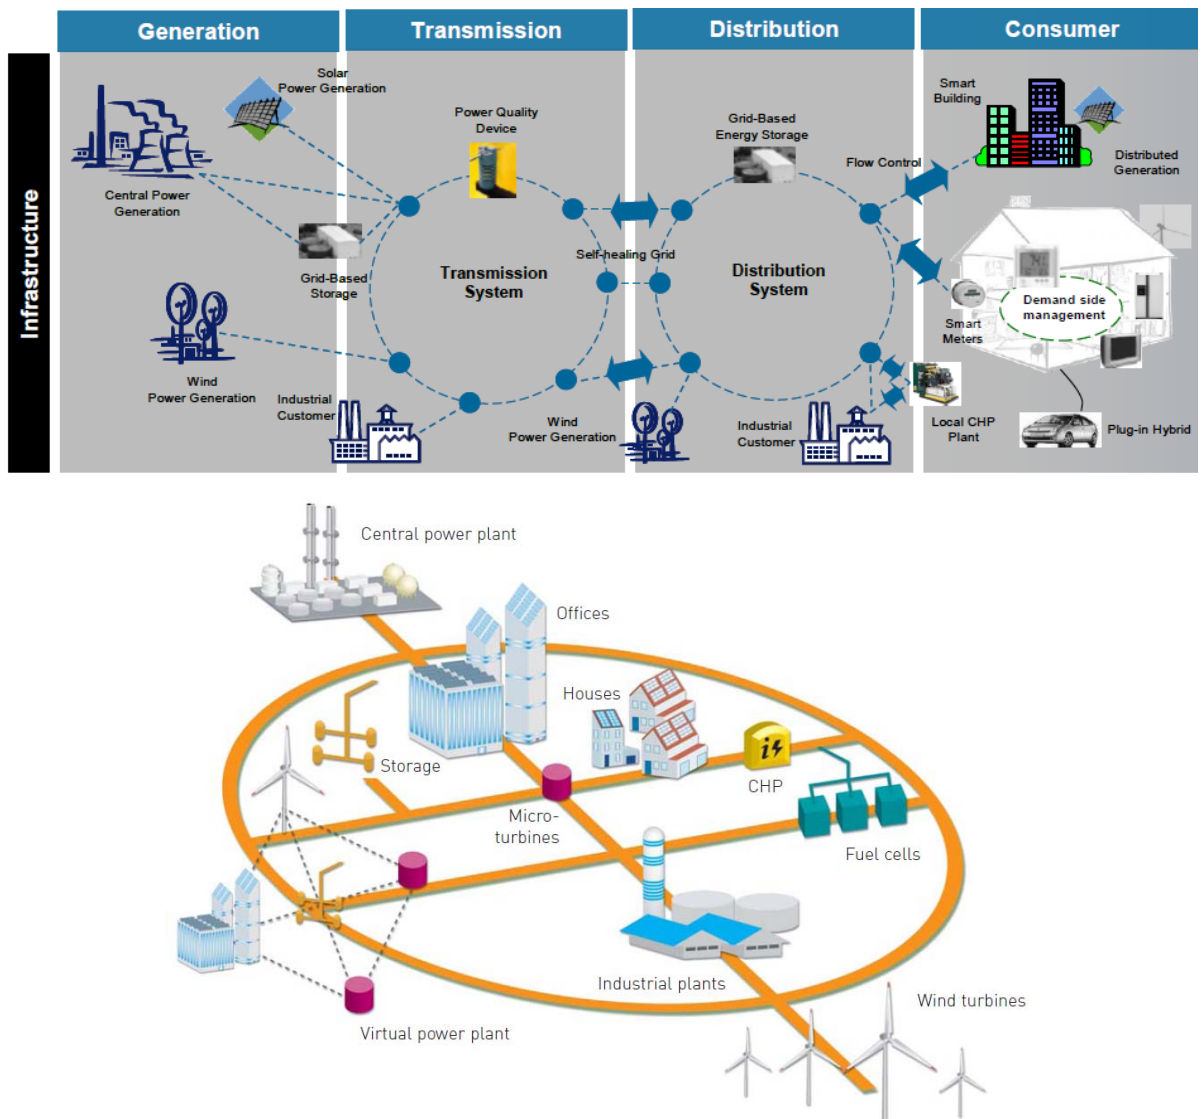 Generation
Transmission
Distribution
Consumer
Infrastructure
Solar
Power Generation
Central Power
Generation
Grid-Based
Storage
Wind
Power Generation
Industrial
Customer
Power Quality
Device
Transmission
System
Self-healing Grid
Wind
Power Generation
Grid-Based
Energy Storage
Distribution
System
Flow Control
Industrial
Customer
Smart
Building
Distributed
Generation
Demand side
management
Smart
Meters
Local CHP
Plant
Plug-in Hybrid
Central power plant
Offices
Houses
Storage
CHP
Micro-
turbines
Fuel cells
Industrial plants
Wind turbines
Virtual power plant